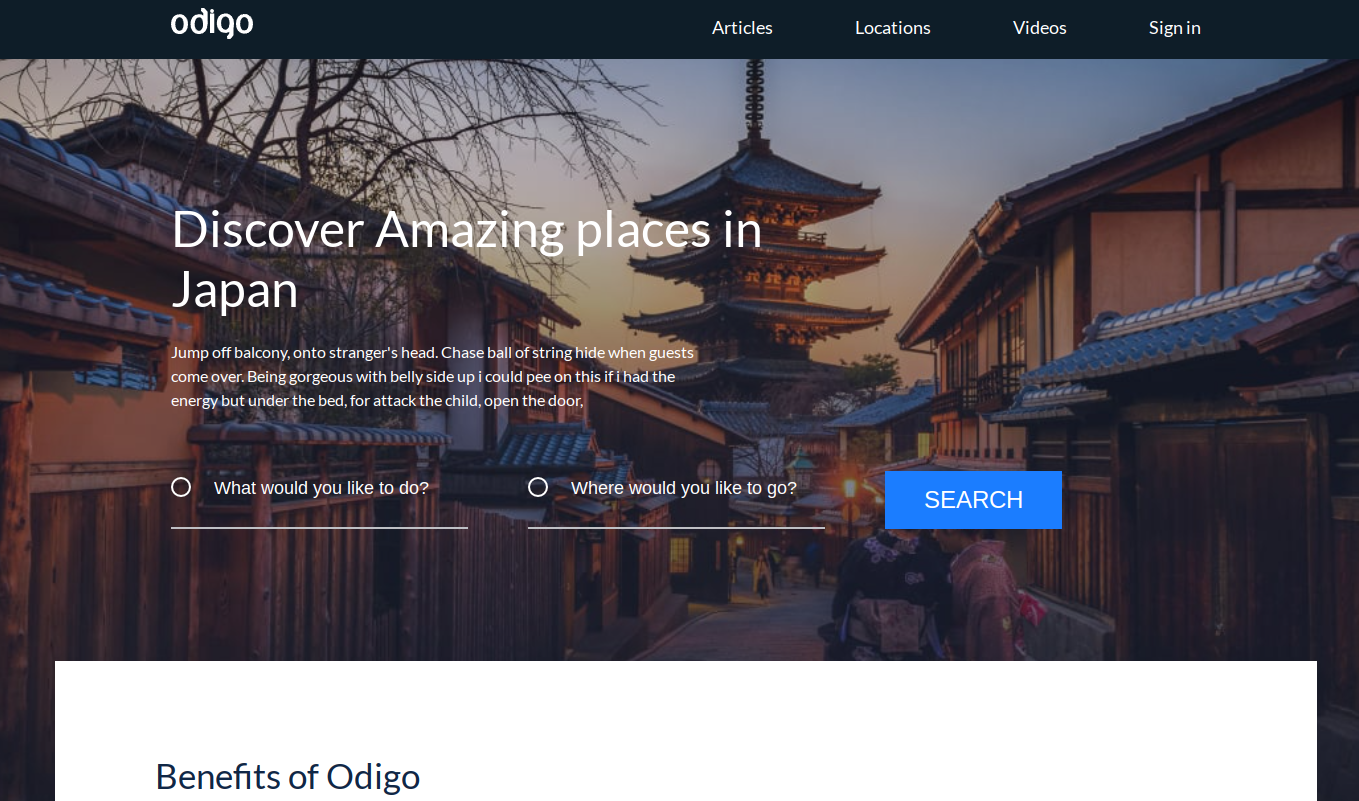 odigo
Articles
Locations
Videos
Sign in
Discover Amazing places in
Japan
Jump off balcony, onto stranger's head. Chase ball of string hide when guests
come over. Being gorgeous with belly side up i could pee on this if i had the
energy but under the bed, for attack the child, open the door,
What would you like to do?
Where would you like to go?
SEARCH
Benefits of Odigo